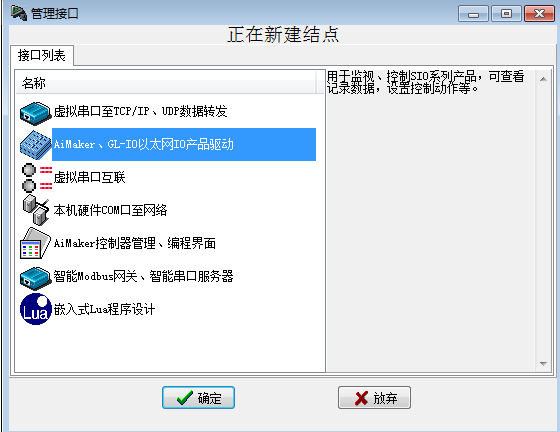 管理接口
正在新建结点
接口列表
名称
虚拟串口至TCP/IP、UDP数据转发
AiMaker、GL-IO以太网IO产品驱动
虚拟串口互联
本机硬件COM口至网络
AiMaker控制器管理、编程界面
智能Modbus网关、智能串口服务器
Lua
嵌入式Lua程序设计
用于监视、控制SIO系列产品，可查看
记录数据，设置控制动作等。
确定
放弃